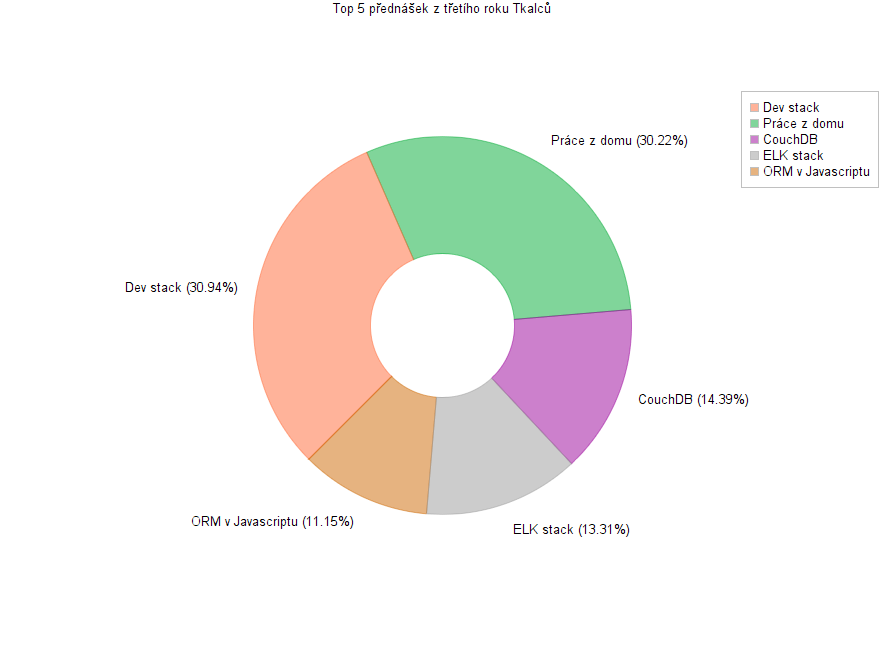 Top 5 přednášek z třetího roku Tkalců
Dev stack
Práce z domu
CouchDB
ELK stack
ORM v Javascriptu
Práce z domu (30.22%)
Dev stack (30.94%)
CouchDB (14.39%)
ORM v Javascriptu (11.15%)
ELK stack (13.31%)